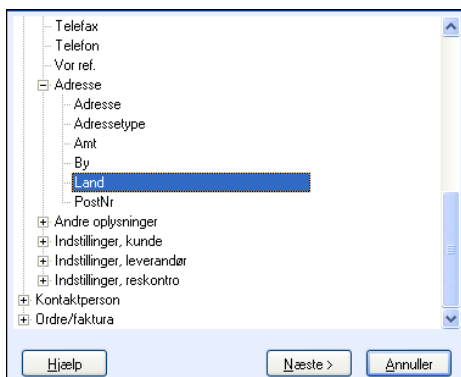 Telefax
Telefon
Vor ref.
Adresse
Adresse
Adressetype
Amt
By
Land
PostNr
Andre oplysninger
Indstillinger, kunde
Indstillinger, leverandør
Indstillinger, reskontro
Kontaktperson
Ordre/faktura
Hjælp
Næste >
Annuller